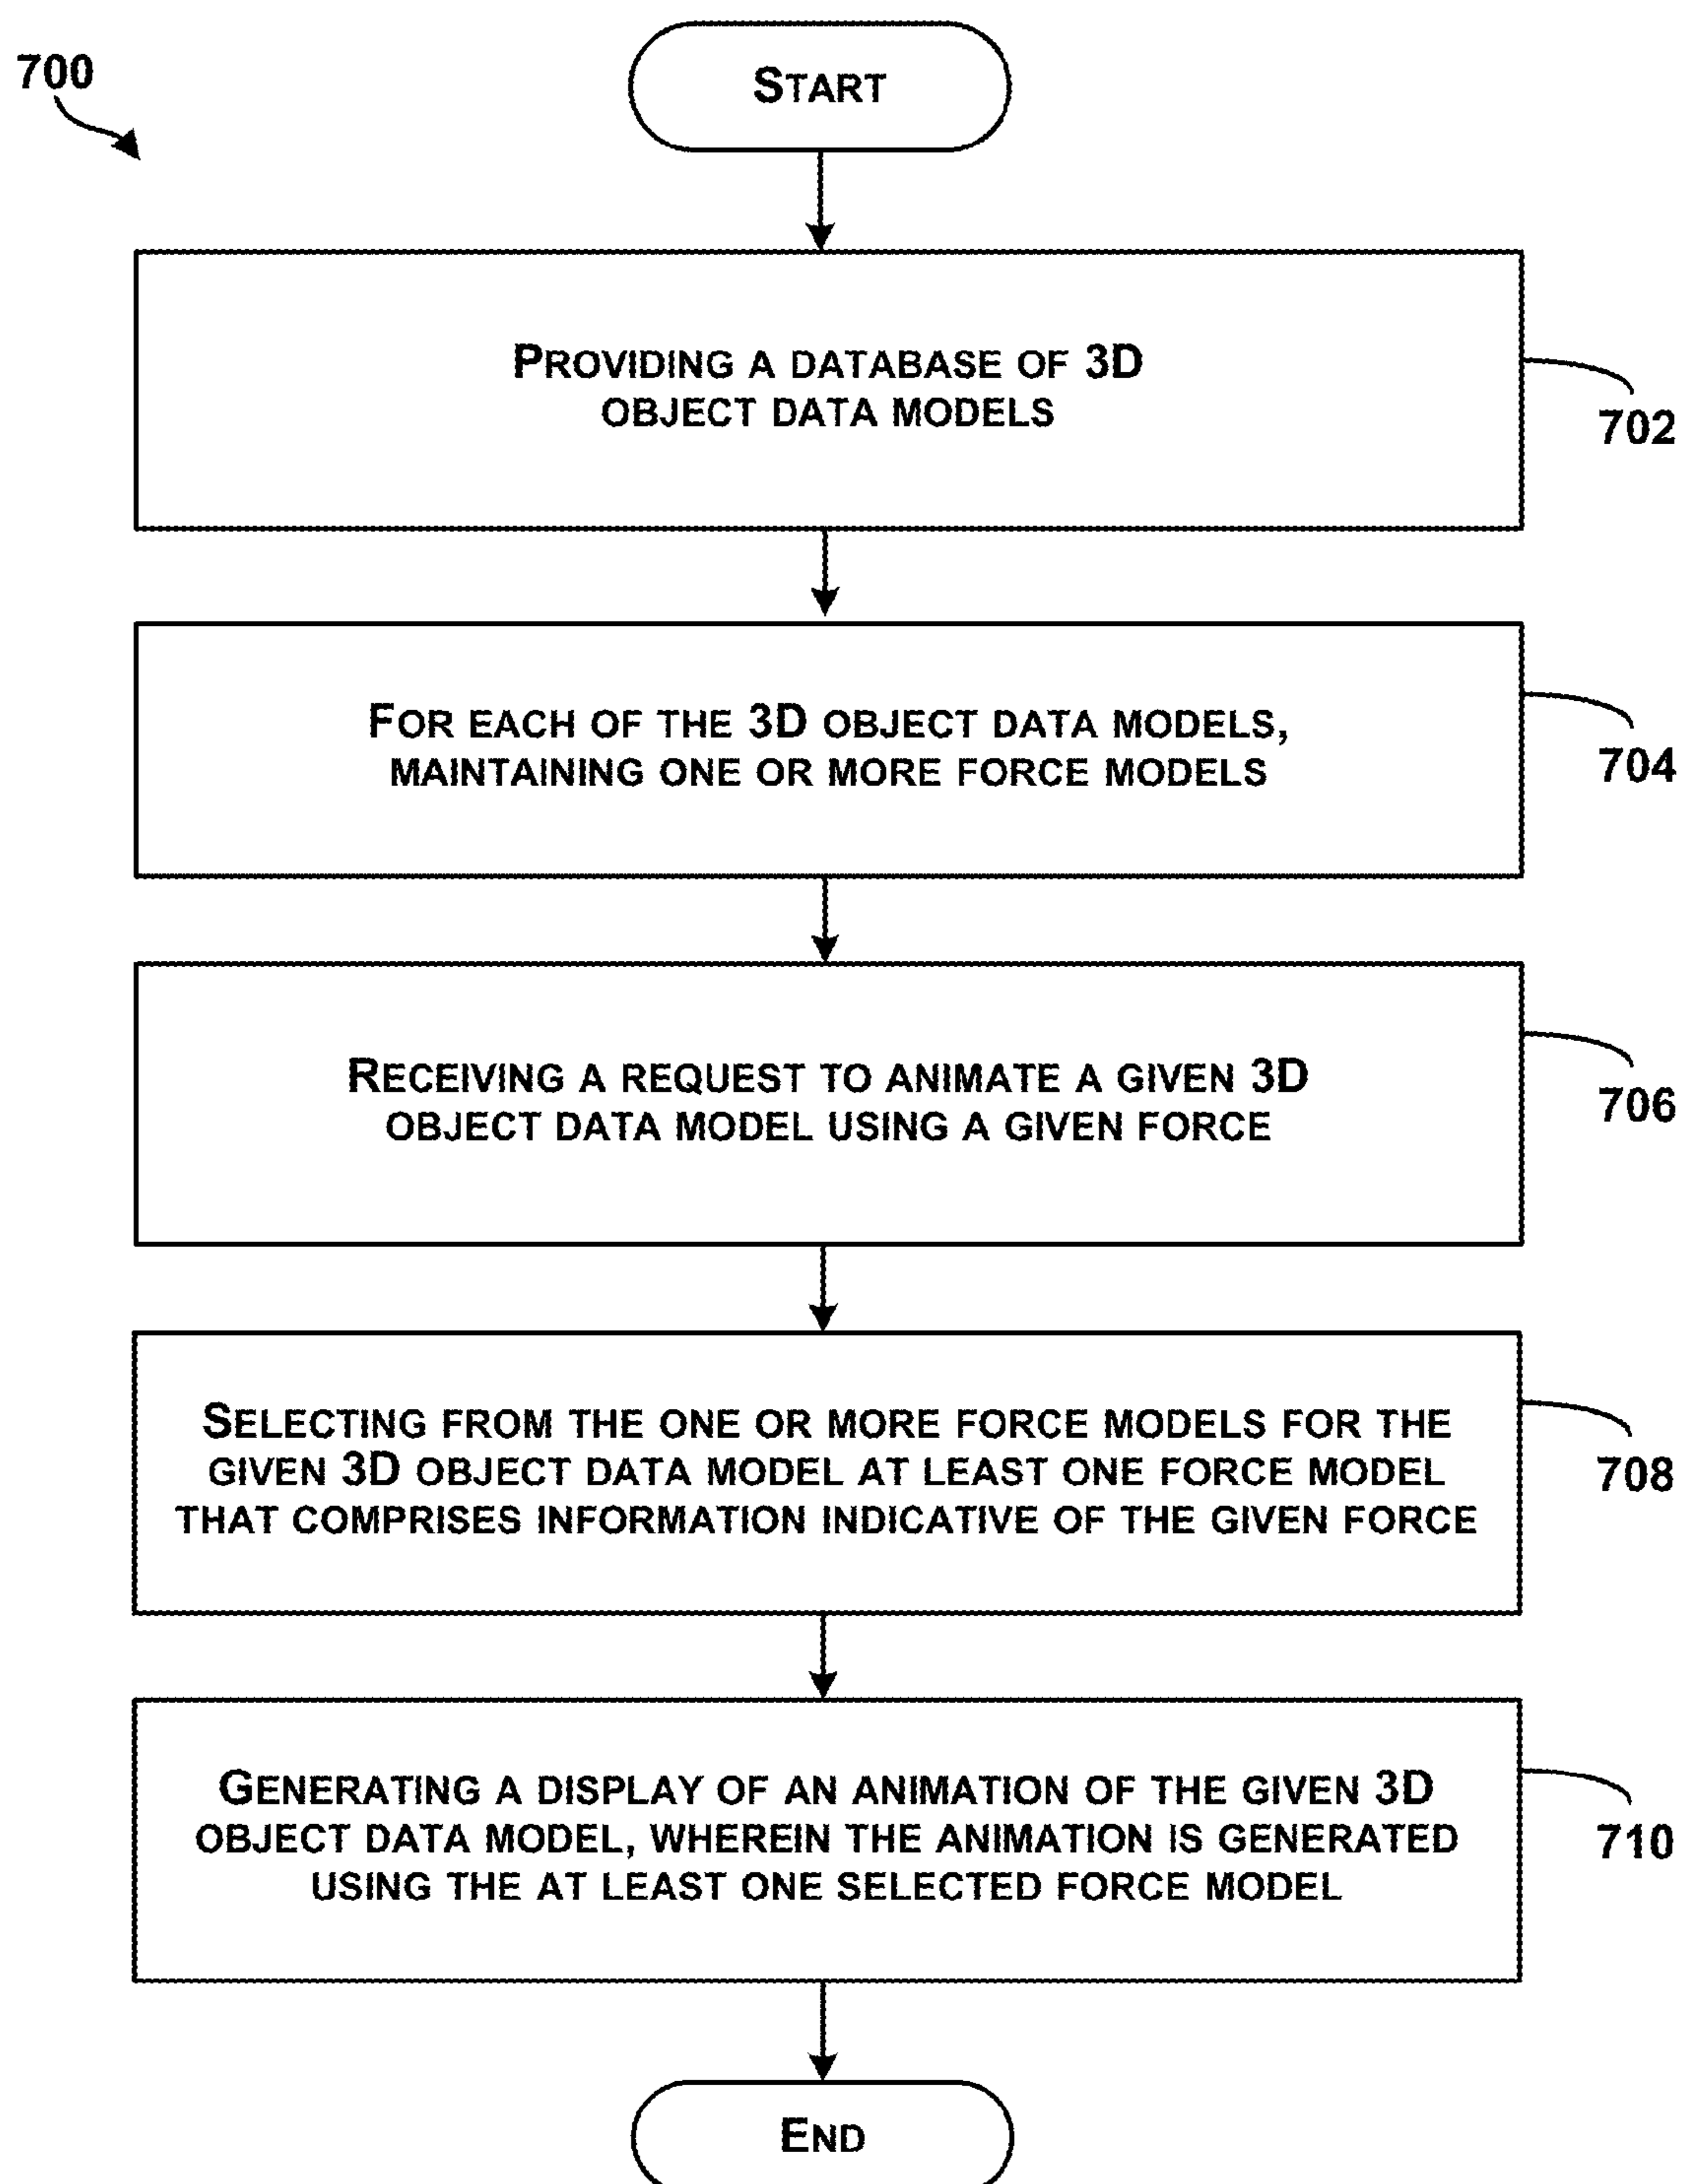 700
START
PROVIDING A DATABASE OF 3D
OBJECT DATA MODELS
702
FOR EACH OF THE 3D OBJECT DATA MODELS,
MAINTAINING ONE OR MORE FORCE MODELS
704
RECEIVING A REQUEST TO ANIMATE A GIVEN 3D
OBJECT DATA MODEL USING A GIVEN FORCE
706
SELECTING FROM THE ONE OR MORE FORCE MODELS FOR THE
GIVEN 3D OBJECT DATA MODEL AT LEAST ONE FORCE MODEL
THAT COMPRISES INFORMATION INDICATIVE OF THE GIVEN FORCE
708
GENERATING A DISPLAY OF AN ANIMATION OF THE GIVEN 3D
OBJECT DATA MODEL, WHEREIN THE ANIMATION IS GENERATED
USING THE AT LEAST ONE SELECTED FORCE MODEL
710
END